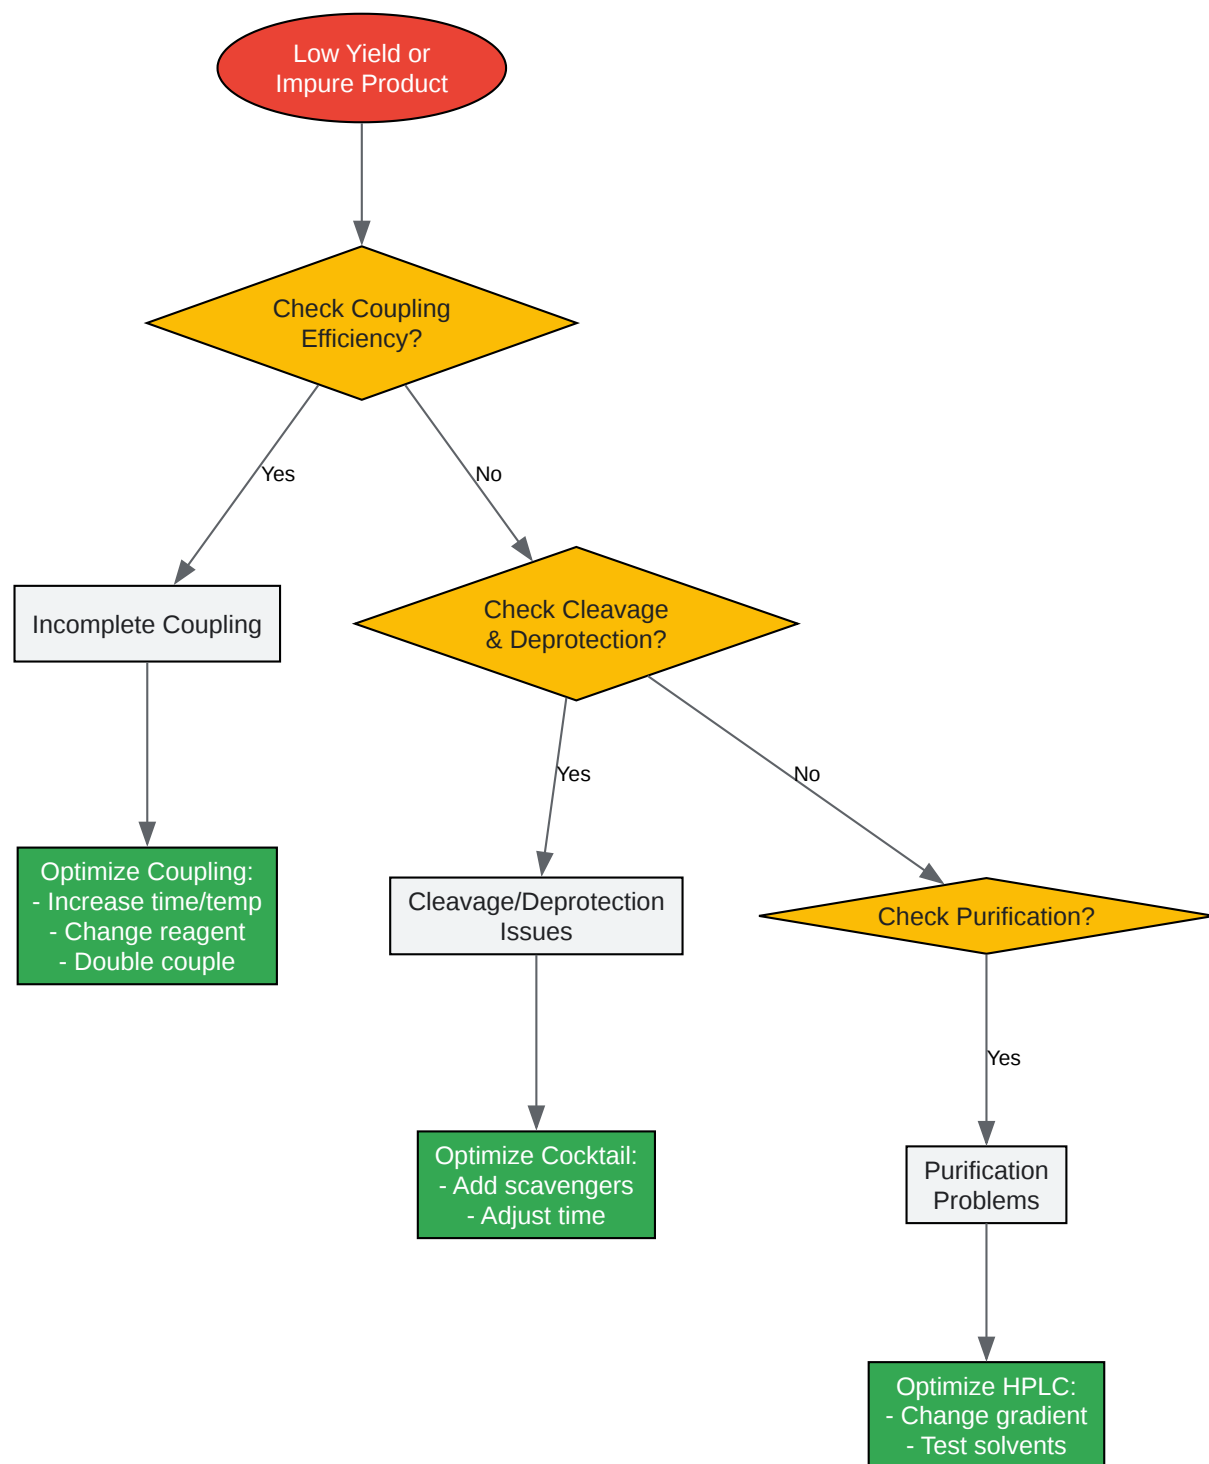 Low Yield or
Impure Product
Check Coupling
Efficiency?
Yes
No
Incomplete Coupling
Check Cleavage
& Deprotection?
Yes
No
Optimize Coupling:
- Increase time/temp
- Change reagent
- Double couple
Cleavage/Deprotection
Issues
Check Purification?
Yes
Optimize Cocktail:
- Add scavengers
- Adjust time
Purification
Problems
Optimize HPLC:
- Change gradient
- Test solvents